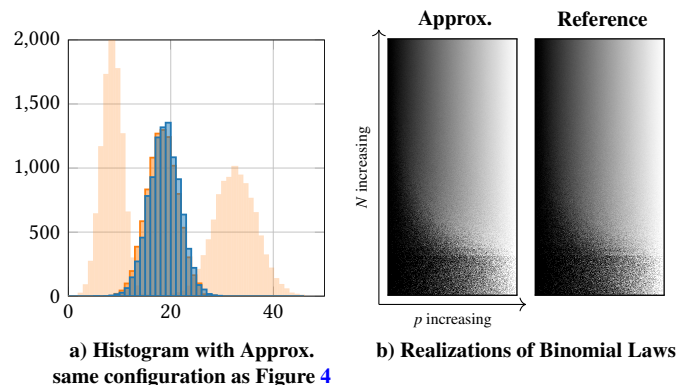 2,000
1,500
1,000
500
0
0 20 40
a) Histogram with Approx.
same configuration as Figure 4
Approx. Reference
N increasing
p increasing
b) Realizations of Binomial Laws